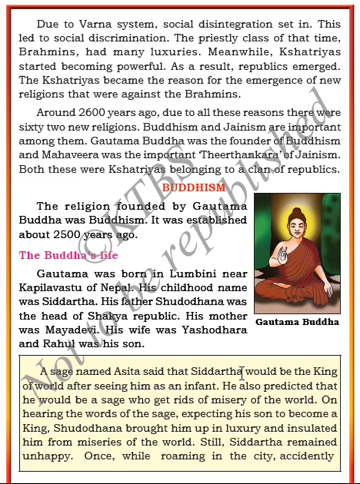 Due to Varna system, social disintegration set in. This
led to social discrimination. The priestly class of that time,
Brahmins, had many luxuries. Meanwhile, Kshatriyas
started becoming powerful. As a result, republics emerged.
The Kshatriyas became the reason for the emergence of new
religions that were against the Brahmins.
Around 2600 years ago, due to all these reasons there were
sixty two new religions. Buddhism and Jainism are important
among them. Gautama Buddha was the founder of Buddhism
and Mahaveera was the important 'Theerthankara' of Jainism.
Both these were Kshatriyas belonging to a clan of republics.
BUDDHISM
The religion founded by Gautama
Buddha was Buddhism. It was established
about 2500 years ago.
The Buddha's life
Gautama was born in Lumbini near
Kapilavastu of Nepal. His childhood name
was Siddartha. His father Shudodhana was
the head of Shakya republic. His mother
was Mayadevi. His wife was Yashodhara
and Rahul was his son.
Gautama Buddha
A sage named Asita said that Siddartha would be the King
of world after seeing him as an infant. He also predicted that
he would be a sage who get rids of misery of the world. On
hearing the words of the sage, expecting his son to become a
King, Shudodhana brought him up in luxury and insulated
him from miseries of the world. Still, Siddartha remained
unhappy. Once, while roaming in the city, accidently
©KTBS
Not to be republished